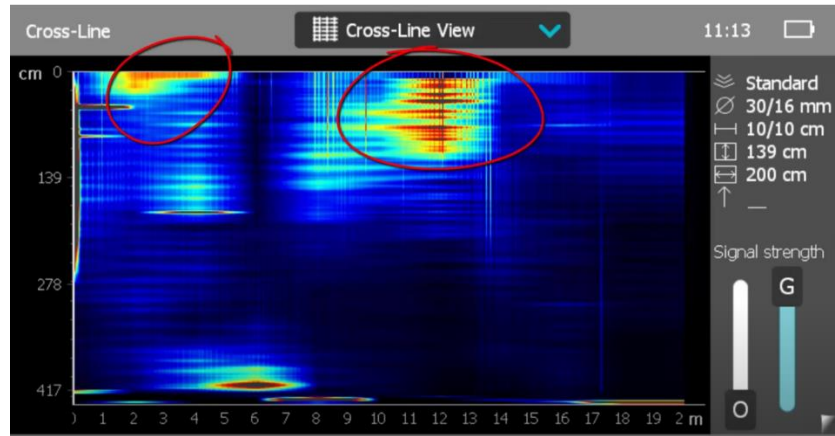 Cross-Line
Cross-Line View
11:13
cm 0
139
278
417
0 1 2 3 4 5 6 7 8 9 10 11 12 13 14 15 16 17 18 19 2 m
Standard
Ø 30/16 mm
10/10 cm
139 cm
200 cm
Signal strength
G
O